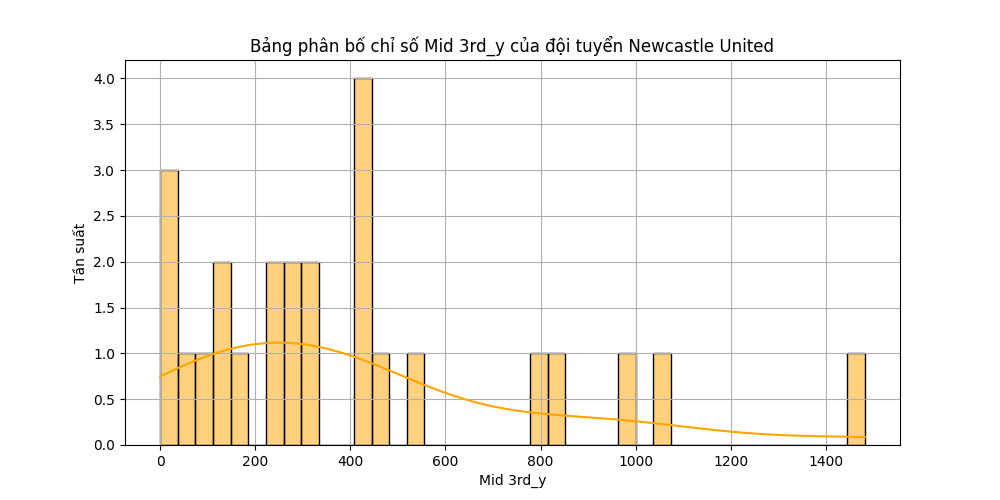 Bảng phân bố chỉ số Mid 3rd_y của đội tuyển Newcastle United
4.0
3.5
3.0
2.5
2.0
1.5
1.0
0.5
0.0
Tần suất
0 200 400 600 800 1000 1200 1400
Mid 3rd_y